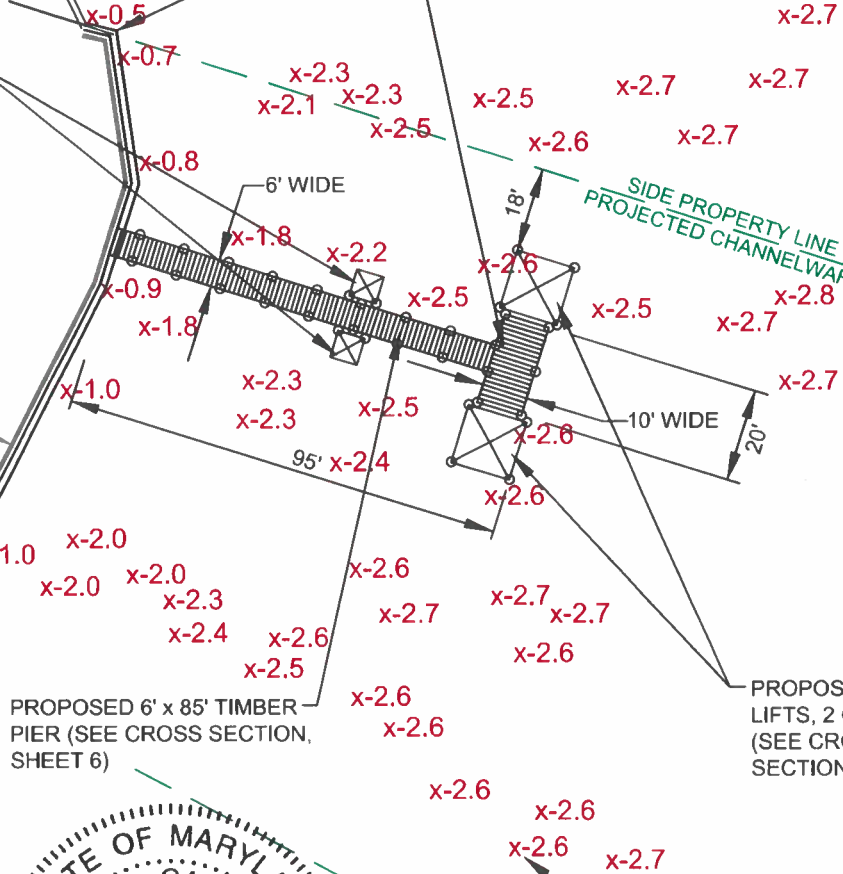 x-0.5
x-2.7
x-0.7
x-2.3
x-2.1
x-2.3
x-2.5
x-2.5
x-2.7
x-2.7
x-2.6
x-2.7
x-0.8
6' WIDE
18'
SIDE PROPERTY LINE
PROJECTED
x-1.8
x-2.2
x-2.6
x-0.9
x-2.5
x-2.5
x-2.8
x-2.7
x-1.8
x-1.0
x-2.3
x-2.3
x-2.5
x-2.7
10' WIDE
20'
x-2.6
95'
x-2.4
x-2.6
1.0
x-2.0
x-2.0
x-2.0
x-2.3
x-2.4
x-2.6
x-2.5
x-2.6
x-2.7
x-2.7
x-2.7
x-2.6
PROPOSED 6' x 85' TIMBER
PIER (SEE CROSS SECTION,
SHEET 6)
x-2.6
x-2.6
PROPOS
LIFTS, 2
(SEE CR
SECTION
x-2.6
x-2.6
x-2.6
x-2.7
TE OF MARYL